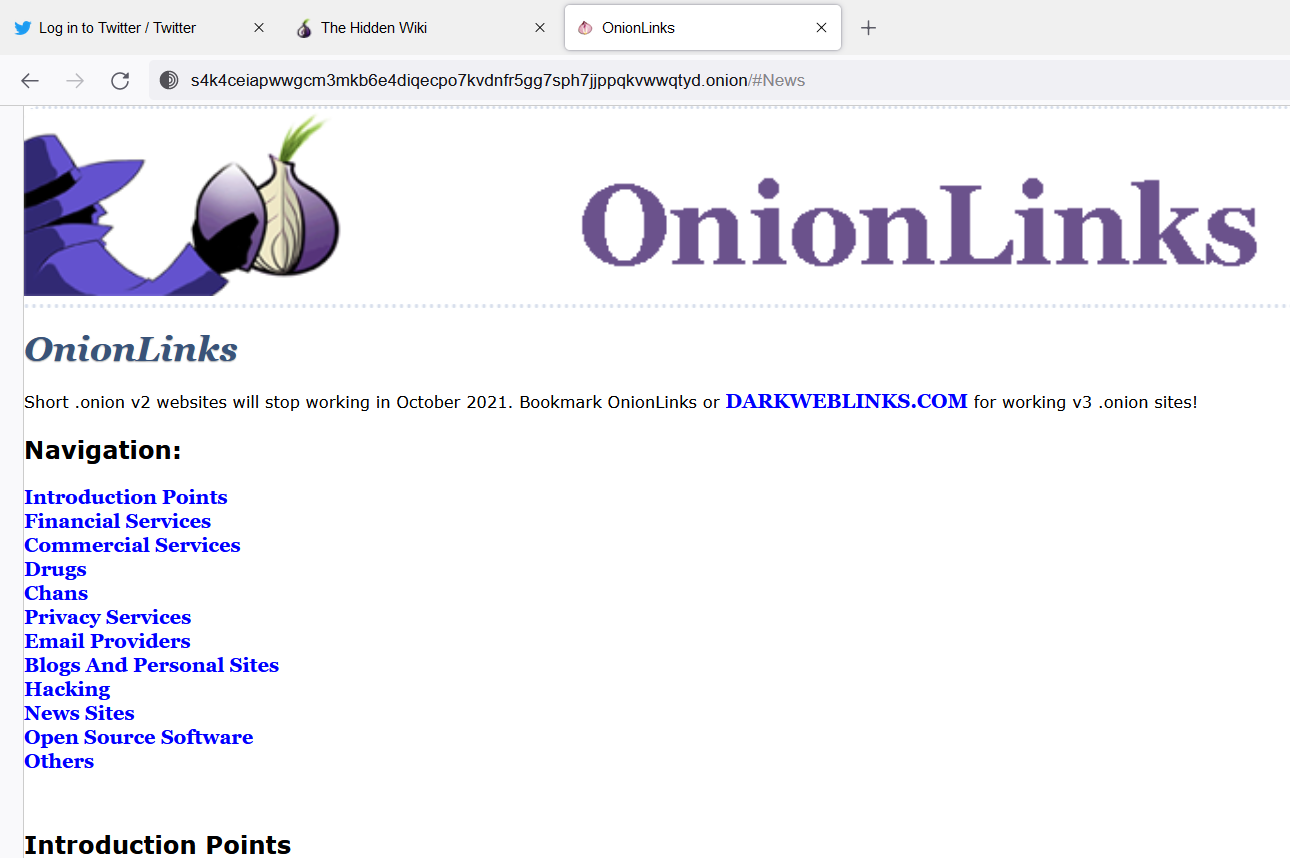 Log in to Twitter / Twitter
The Hidden Wiki
OnionLinks
s4k4ceiapwwgcm3mkb6e4diqecpo7kvdnfr5gg7sph7jjppqkvwwqtyd.onion/#News
OnionLinks
OnionLinks
Short .onion v2 websites will stop working in October 2021. Bookmark OnionLinks or DARKWEBLINKS.COM for working v3 .onion sites!
Navigation:
Introduction Points
Financial Services
Commercial Services
Drugs
Chans
Privacy Services
Email Providers
Blogs And Personal Sites
Hacking
News Sites
Open Source Software
Others
Introduction Points